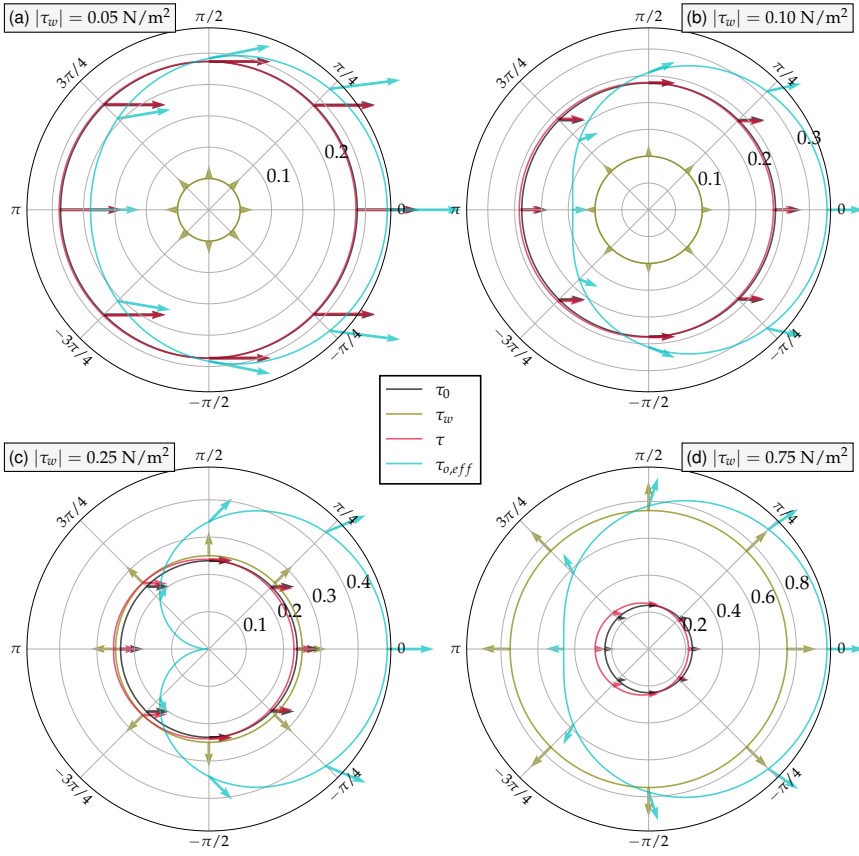 (a) |τ_w| = 0.05 N/m²
π/2
π/4
0
−π/4
−π/2
−3π/4
π
3π/4
0.1
0.2
(b) |τ_w| = 0.10 N/m²
π/2
π/4
0
−π/4
−π/2
−3π/4
π
3π/4
0.1
0.2
0.3
τ_0
τ_w
τ
τ_{o,eff}
(c) |τ_w| = 0.25 N/m²
π/2
π/4
0
−π/4
−π/2
−3π/4
π
3π/4
0.1
0.2
0.3
0.4
(d) |τ_w| = 0.75 N/m²
π/2
π/4
0
−π/4
−π/2
−3π/4
π
3π/4
0.2
0.4
0.6
0.8